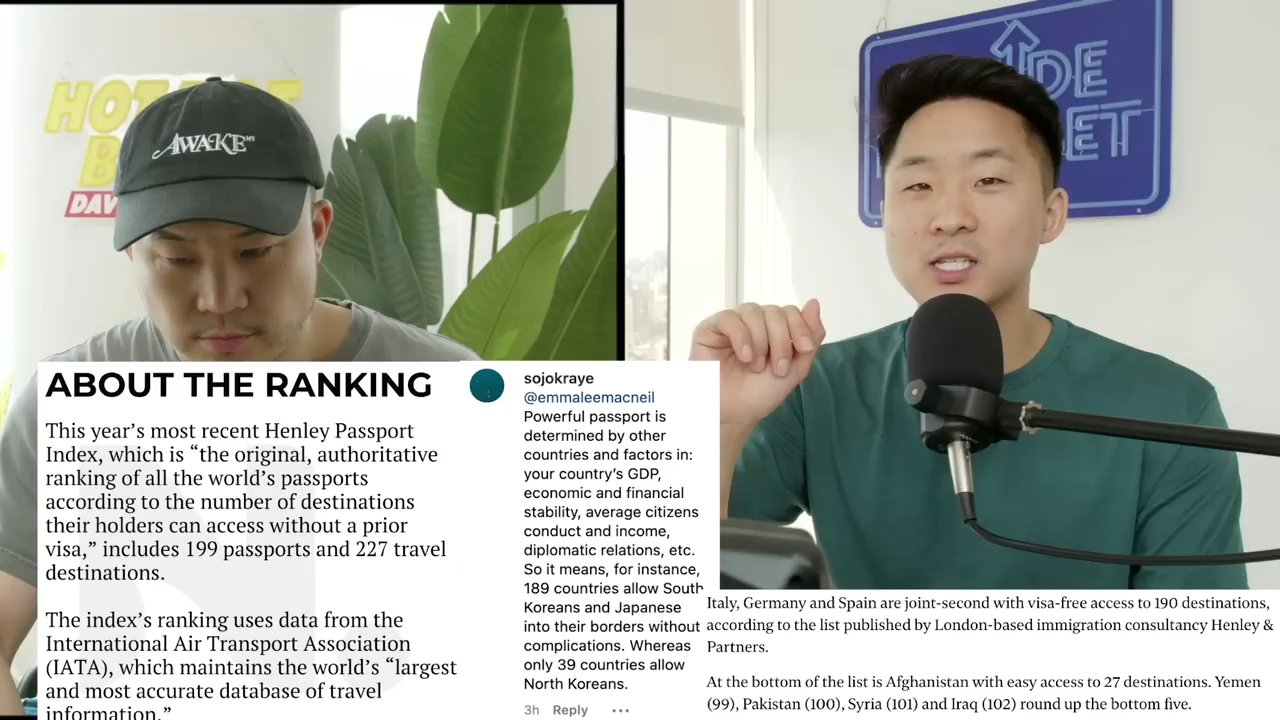 HOT
B
DAV
AWAKE NY
DE
ET
ABOUT THE RANKING
This year's most recent Henley Passport
Index, which is “the original, authoritative
ranking of all the world's passports
according to the number of destinations
their holders can access without a prior
visa,” includes 199 passports and 227 travel
destinations.
The index's ranking uses data from the
International Air Transport Association
(IATA), which maintains the world's “largest
and most accurate database of travel
information.”
sojokraye
@emmaleemacneil
Powerful passport is
determined by other
countries and factors in:
your country's GDP,
economic and financial
stability, average citizens
conduct and income,
diplomatic relations, etc.
So it means, for instance,
189 countries allow South
Koreans and Japanese
into their borders without
complications. Whereas
only 39 countries allow
North Koreans.
3h Reply ...
Italy, Germany and Spain are joint-second with visa-free access to 190 destinations,
according to the list published by London-based immigration consultancy Henley &
Partners.
At the bottom of the list is Afghanistan with easy access to 27 destinations. Yemen
(99), Pakistan (100), Syria (101) and Iraq (102) round up the bottom five.